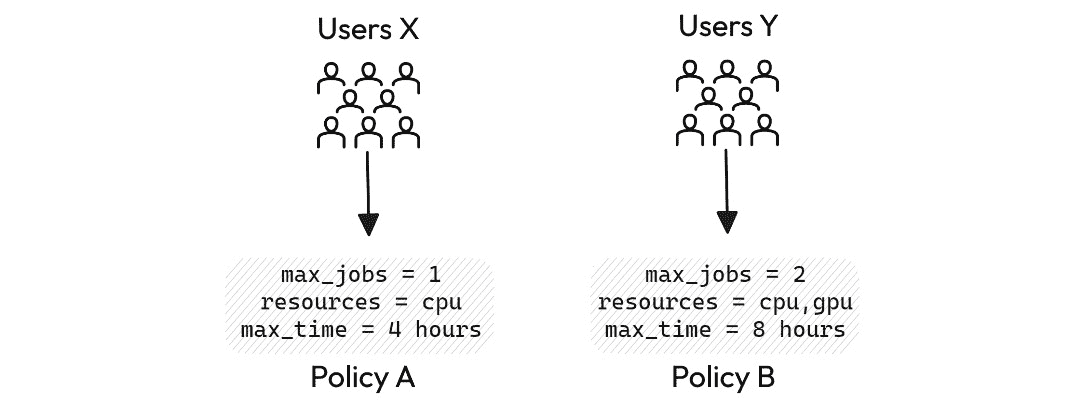 Users X
max_jobs = 1
resources = cpu
max_time = 4 hours
Policy A
Users Y
max_jobs = 2
resources = cpu,gpu
max_time = 8 hours
Policy B